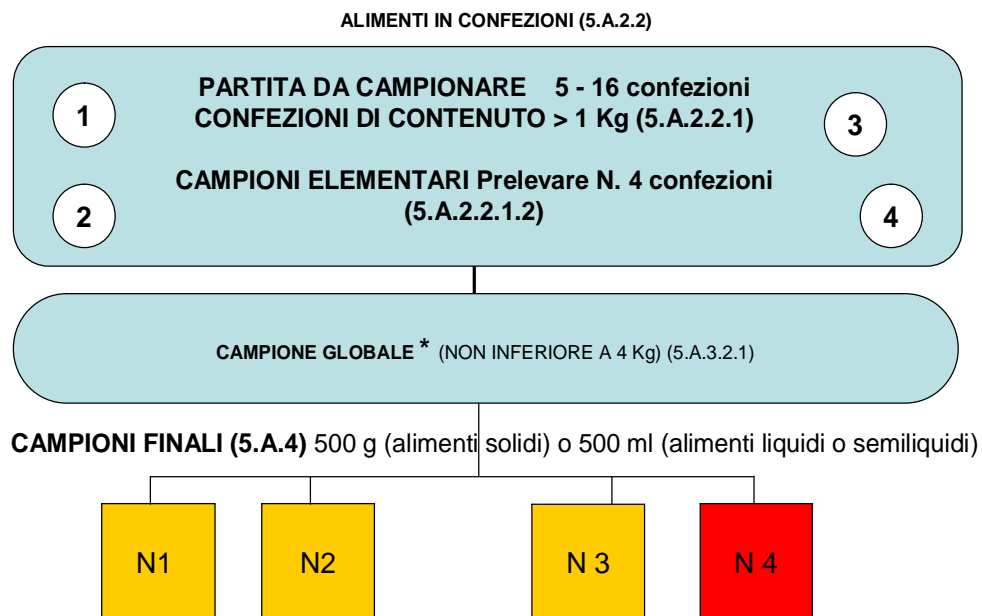 ALIMENTI IN CONFEZIONI (5.A.2.2)
PARTITA DA CAMPIONARE 5 - 16 confezioni
CONFEZIONI DI CONTENUTO > 1 Kg (5.A.2.2.1)
1
3
CAMPIONI ELEMENTARI Prelevare N. 4 confezioni
(5.A.2.2.1.2)
2
4
CAMPIONE GLOBALE * (NON INFERIORE A 4 Kg) (5.A.3.2.1)
CAMPIONI FINALI (5.A.4) 500 g (alimenti solidi) o 500 ml (alimenti liquidi o semiliquidi)
N1
N2
N 3
N 4